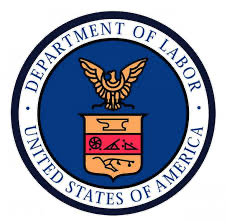 DEPARTMENT OF LABOR
UNITED STATES OF AMERICA